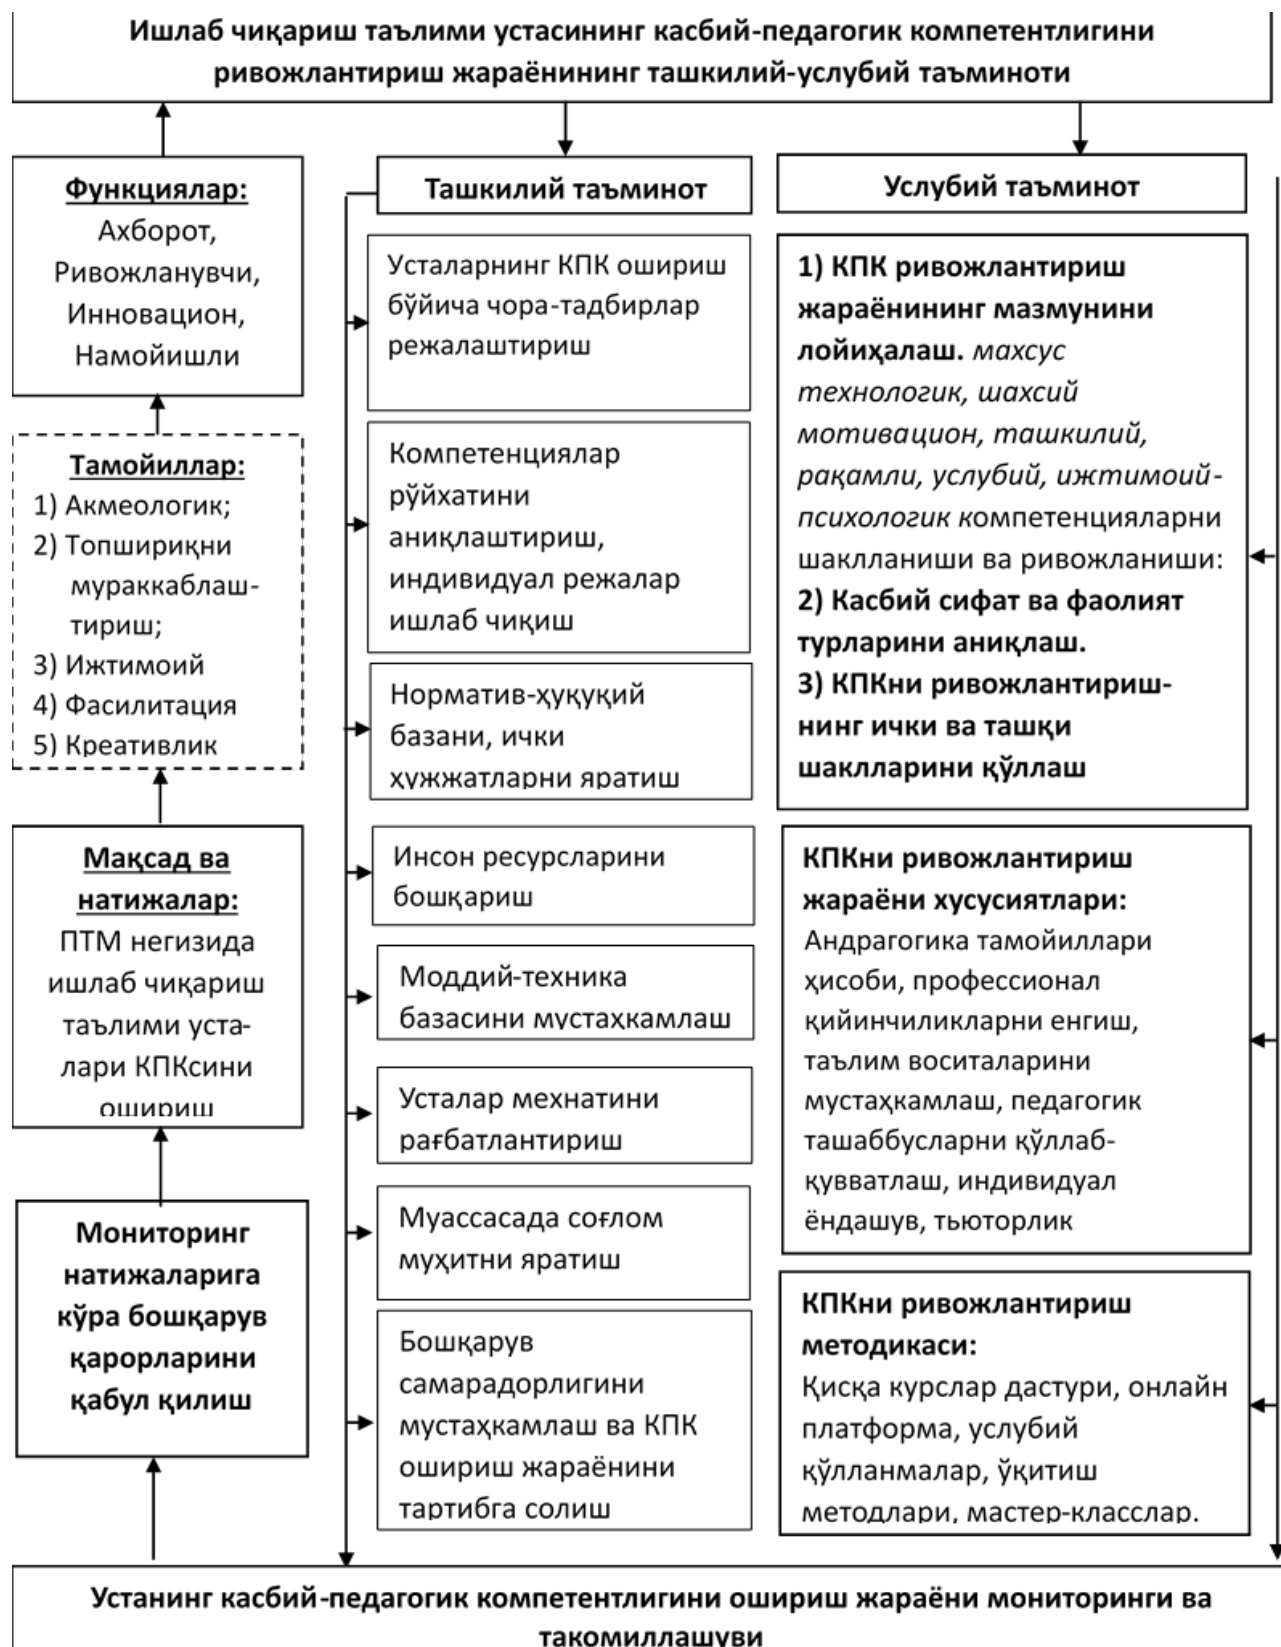 Ишлаб чиқариш таълими устасининг касбий-педагогик компетентлигини
ривожлантириш жараёнининг ташкилий-услубий таъминоти
Функциялар:
Ахборот,
Ривожланувчи,
Инновацион,
Намойишли
Тамойиллар:
1) Акмеологик;
2) Топшириқни
мураккаблаш-
тириш;
3) Ижтимоий
4) Фасилитация
5) Креативлик
Мақсад ва
натижалар:
ПТМ негизида
ишлаб чиқариш
таълими уста-
лари КПКсини
ошириш
Мониторинг
натижаларига
кўра бошқарув
қарорларини
қабул қилиш
Ташкилий таъминот
Усталарнинг КПК ошириш
бўйича чора-тадбирлар
режалаштириш
Компетенциялар
рўйхатини
аниқлаштириш,
индивидуал режалар
ишлаб чиқиш
Норматив-ҳуқуқий
базани, ички
ҳужжатларни яратиш
Инсон ресурсларини
бошқариш
Моддий-техника
базасини мустаҳкамлаш
Усталар мехнатини
рағбатлантириш
Муассасада соғлом
муҳитни яратиш
Бошқарув
самарадорлигини
мустаҳкамлаш ва КПК
ошириш жараёнини
тартибга солиш
Услубий таъминот
1) КПК ривожлантириш
жараёнининг мазмунини
лойиҳалаш. махсус
технологик, шахсий
мотивацион, ташкилий,
рақамли, услубий, ижтимоий-
психологик компетенцияларни
шаклланиши ва ривожланиши:
2) Касбий сифат ва фаолият
турларини аниқлаш.
3) КПКни ривожлантириш-
нинг ички ва ташқи
шаклларини қўллаш
КПКни ривожлантириш
жараёни хусусиятлари:
Андрагогика тамойиллари
ҳисоби, профессионал
қийинчиликларни енгиш,
таълим воситаларини
мустаҳкамлаш, педагогик
ташаббусларни қўллаб-
қувватлаш, индивидуал
ёндашув, тьюторлик
КПКни ривожлантириш
методикаси:
Қисқа курслар дастури, онлайн
платформа, услубий
қўлланмалар, ўқитиш
методлари, мастер-класслар.
Устанинг касбий-педагогик компетентлигини ошириш жараёни мониторинги ва
такомиллашуви